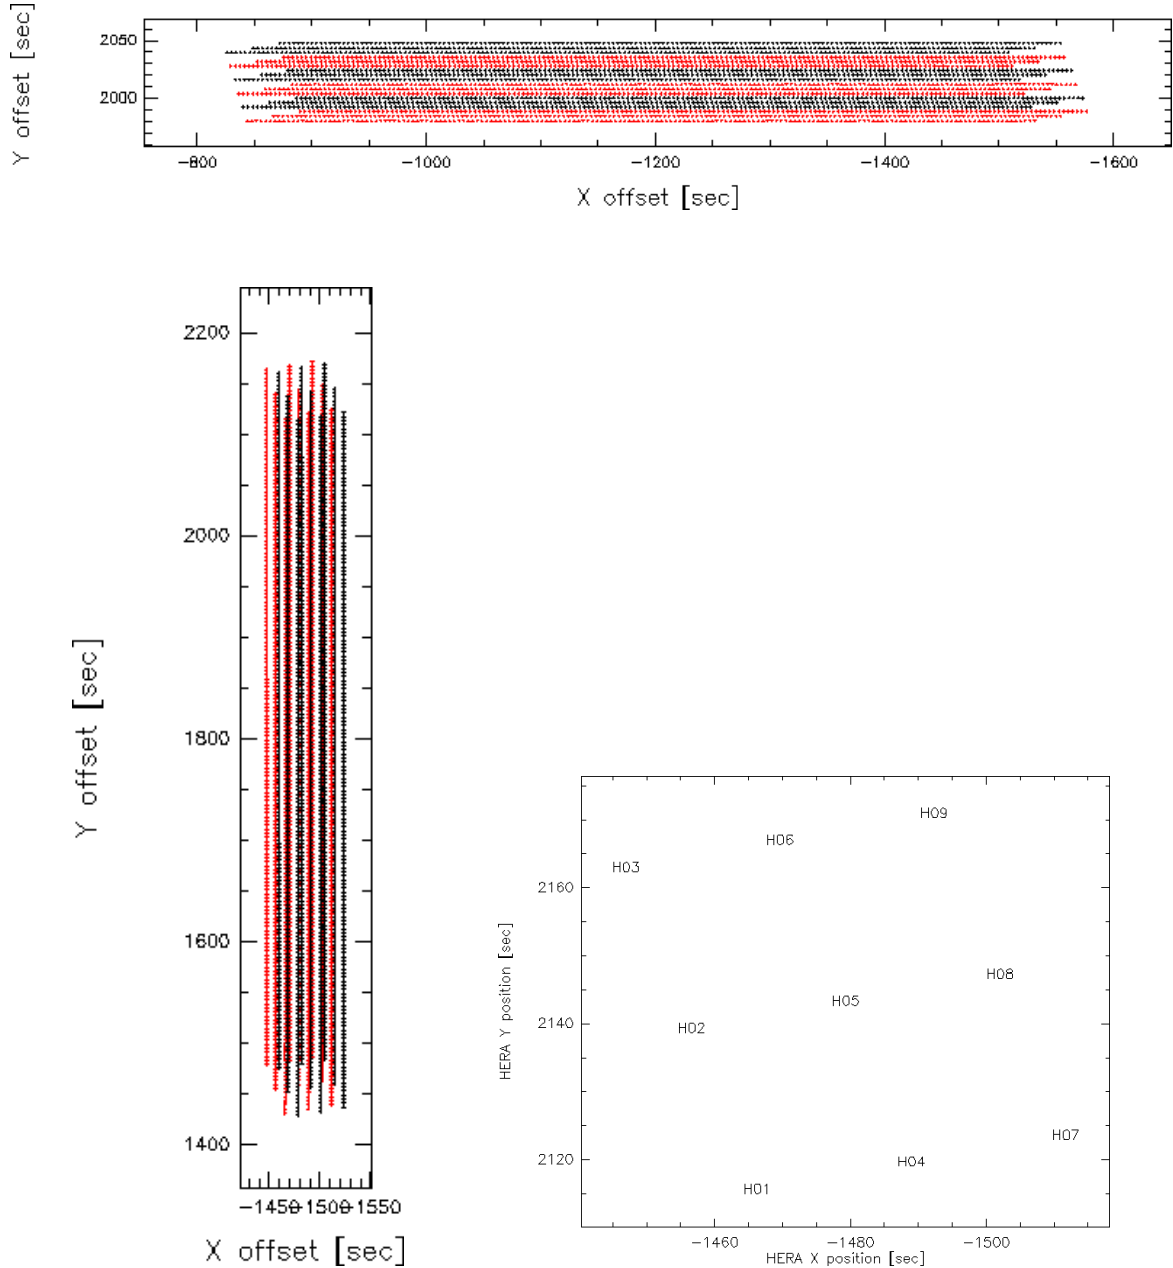 Y offset [sec]
2050
2000
−800 −1000 −1200 −1400 −1600
X offset [sec]
2200
2000
1800
1600
1400
Y offset [sec]
−1450 −1500 −1550
X offset [sec]
H09
H06
H03
2160
H08
H05
H02
2140
H07
H04
2120
H01
HERA Y position [sec]
−1460 −1480 −1500
HERA X position [sec]